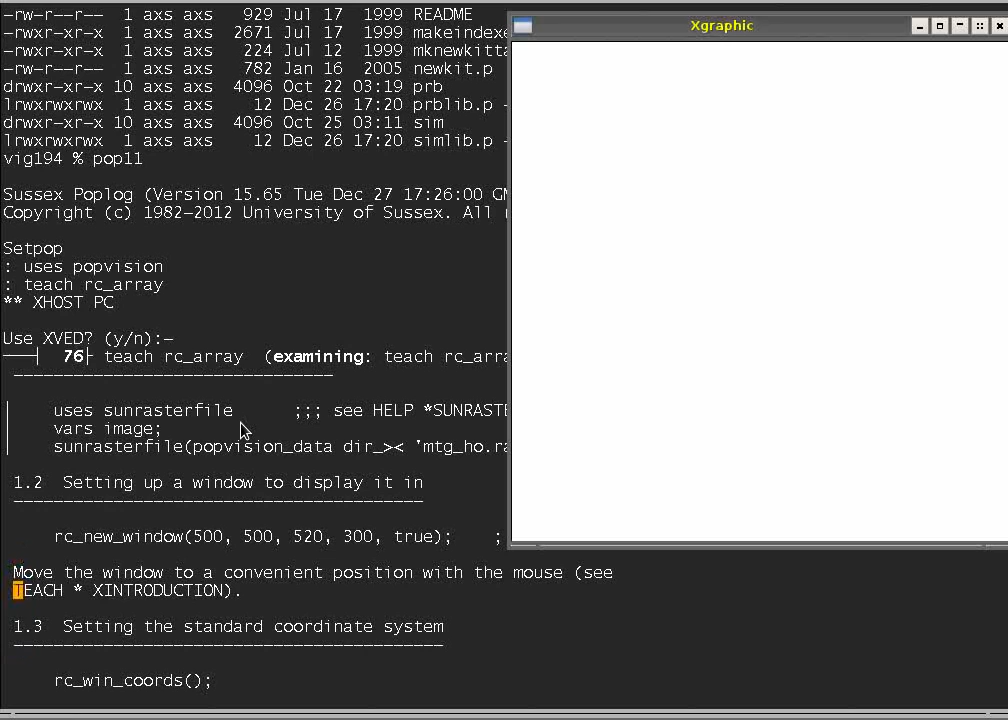 -rw-r--r-- 1 axs axs 929 Jul 17 1999 README
-rwxr-xr-x 1 axs axs 2671 Jul 17 1999 makeindexe
-rwxr-xr-x 1 axs axs 224 Jul 12 1999 mknewkitta
-rw-r--r-- 1 axs axs 782 Jan 16 2005 newkit.p
drwxr-xr-x 10 axs axs 4096 Oct 22 03:19 prb
lrwxrwxrwx 1 axs axs 12 Dec 26 17:20 prblib.p -
drwxr-xr-x 10 axs axs 4096 Oct 25 03:11 sim
lrwxrwxrwx 1 axs axs 12 Dec 26 17:20 simlib.p -
vig194 % pop11
Sussex Poplog (Version 15.65 Tue Dec 27 17:26:00 GM
Copyright (c) 1982-2012 University of Sussex. All
Setpop
: uses popvision
: teach rc_array
** XHOST PC
Use XVED? (y/n):-
76 teach rc_array (examining: teach rc_arra
uses sunrasterfile ;;; see HELP *SUNRASTE
vars image;
sunrasterfile(popvision_data dir_>< 'mtg_ho.ra
1.2 Setting up a window to display it in
rc_new_window(500, 500, 520, 300, true); ;
Move the window to a convenient position with the mouse (see
TEACH * XINTRODUCTION).
1.3 Setting the standard coordinate system
rc_win_coords();
Xgraphic